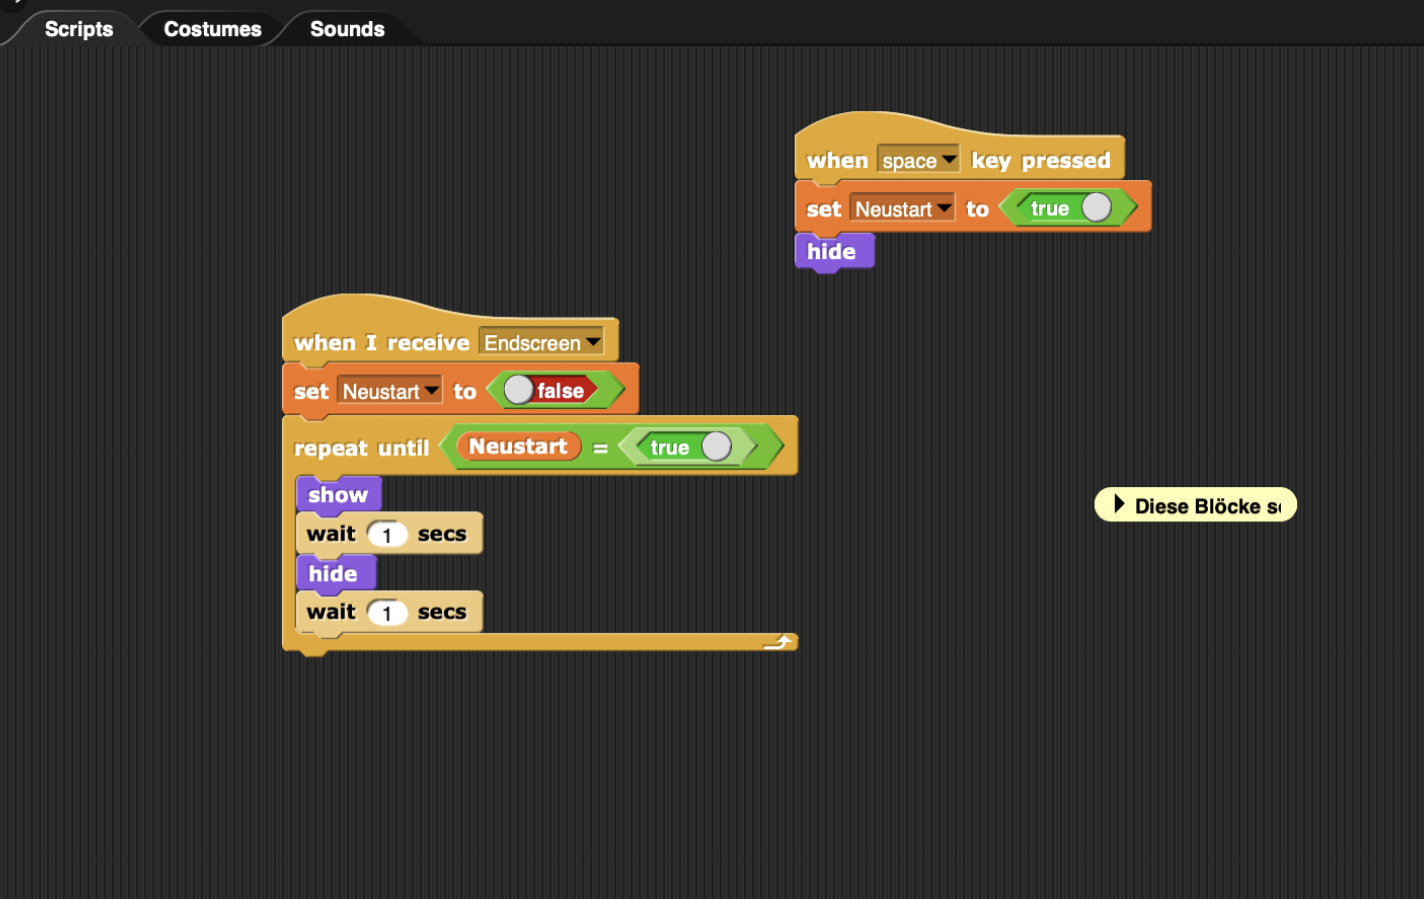 Scripts Costumes Sounds
when space key pressed
set Neustart to true
hide
when I receive Endscreen
set Neustart to false
repeat until Neustart = true
show
wait 1 secs
hide
wait 1 secs
Diese Blöcke